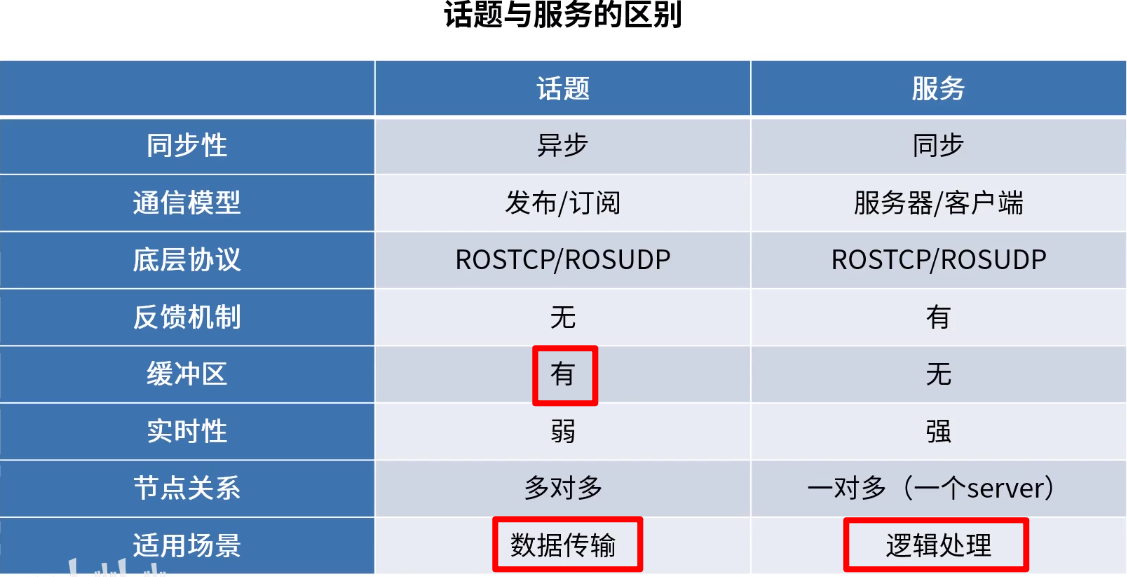 话题与服务的区别
话题 服务
同步性 异步 同步
通信模型 发布/订阅 服务器/客户端
底层协议 ROSTCP/ROSUDP ROSTCP/ROSUDP
反馈机制 无 有
缓冲区 有 无
实时性 弱 强
节点关系 多对多 一对多（一个server）
适用场景 数据传输 逻辑处理